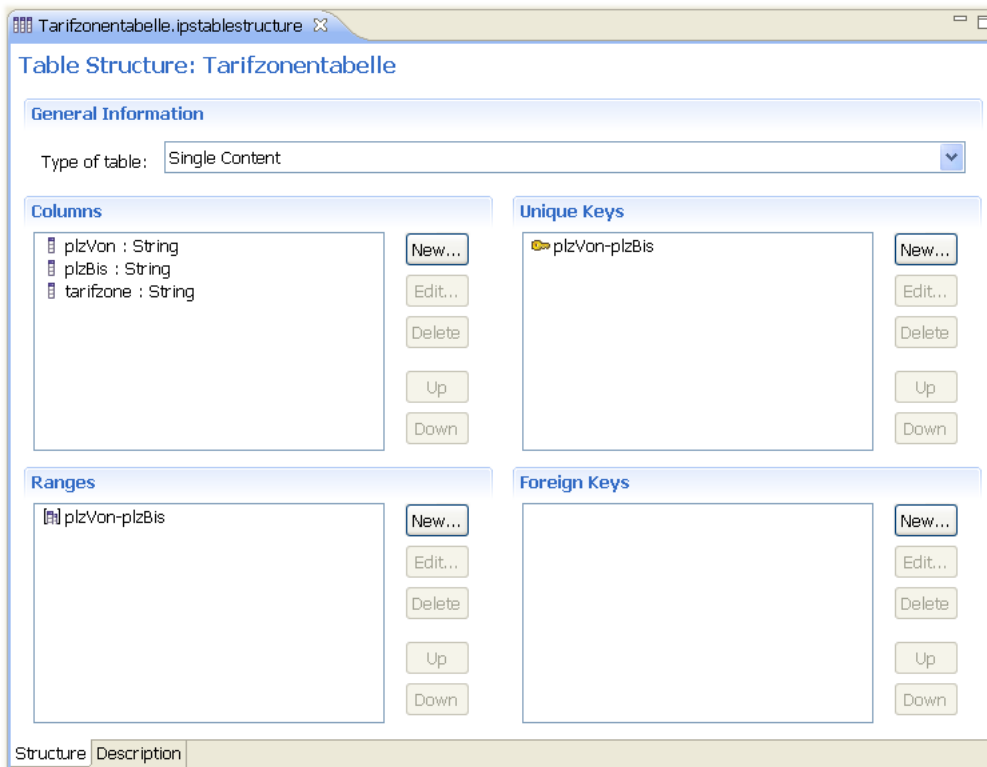 Tarifzonentabelle.ipstablestructure
Table Structure: Tarifzonentabelle
General Information
Type of table: Single Content
Columns
plzVon : String
plzBis : String
tarifzone : String
New...
Edit...
Delete
Up
Down
Unique Keys
plzVon-plzBis
New...
Edit...
Delete
Up
Down
Ranges
plzVon-plzBis
New...
Edit...
Delete
Up
Down
Foreign Keys
New...
Edit...
Delete
Up
Down
Structure Description